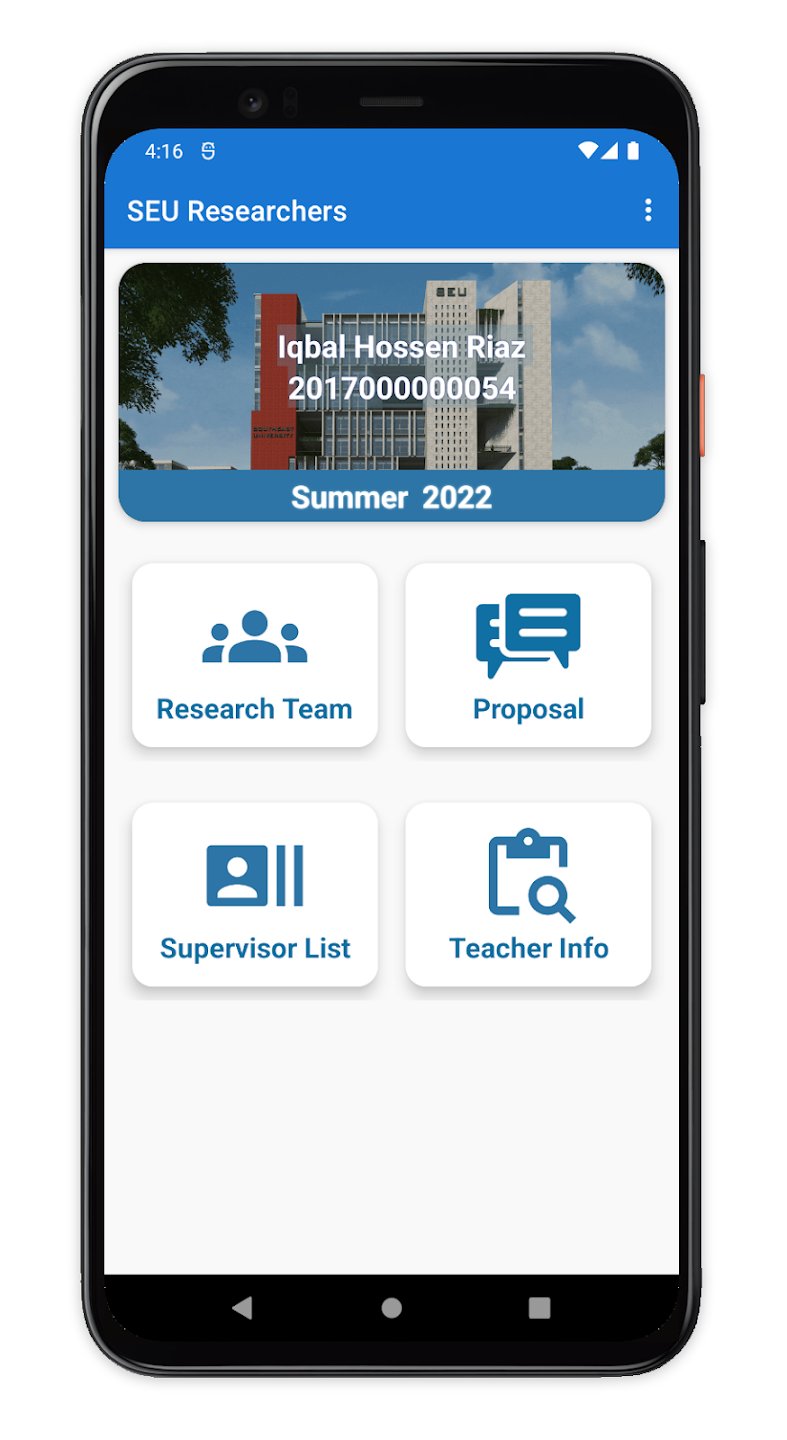 4:16
SEU Researchers
SEU
Iqbal Hossen Riaz
2017000000054
SOUTHEAST
UNIVERSITY
Summer 2022
Research Team
Proposal
Supervisor List
Teacher Info